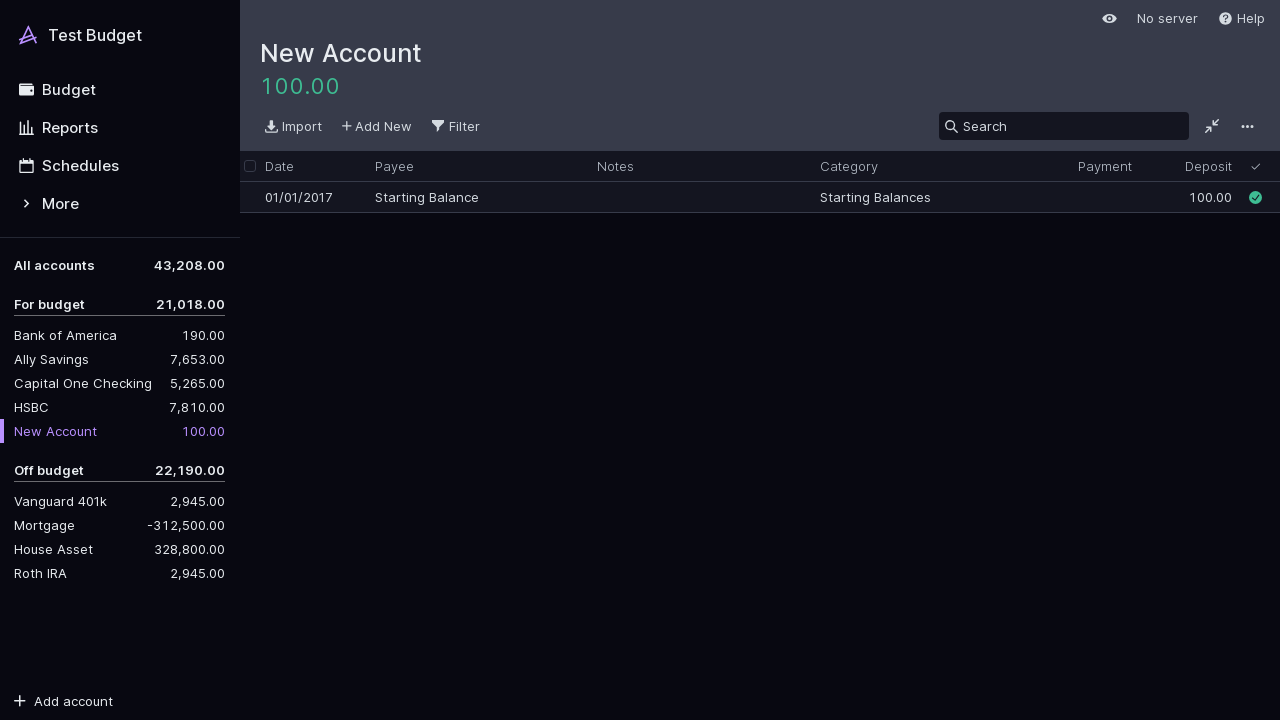 Test Budget
Budget
Reports
Schedules
More
All accounts 43,208.00
For budget 21,018.00
Bank of America 190.00
Ally Savings 7,653.00
Capital One Checking 5,265.00
HSBC 7,810.00
New Account 100.00
Off budget 22,190.00
Vanguard 401k 2,945.00
Mortgage -312,500.00
House Asset 328,800.00
Roth IRA 2,945.00
Add account
No server Help
New Account
100.00
Import Add New Filter Search
Date Payee Notes Category Payment Deposit
01/01/2017 Starting Balance Starting Balances 100.00